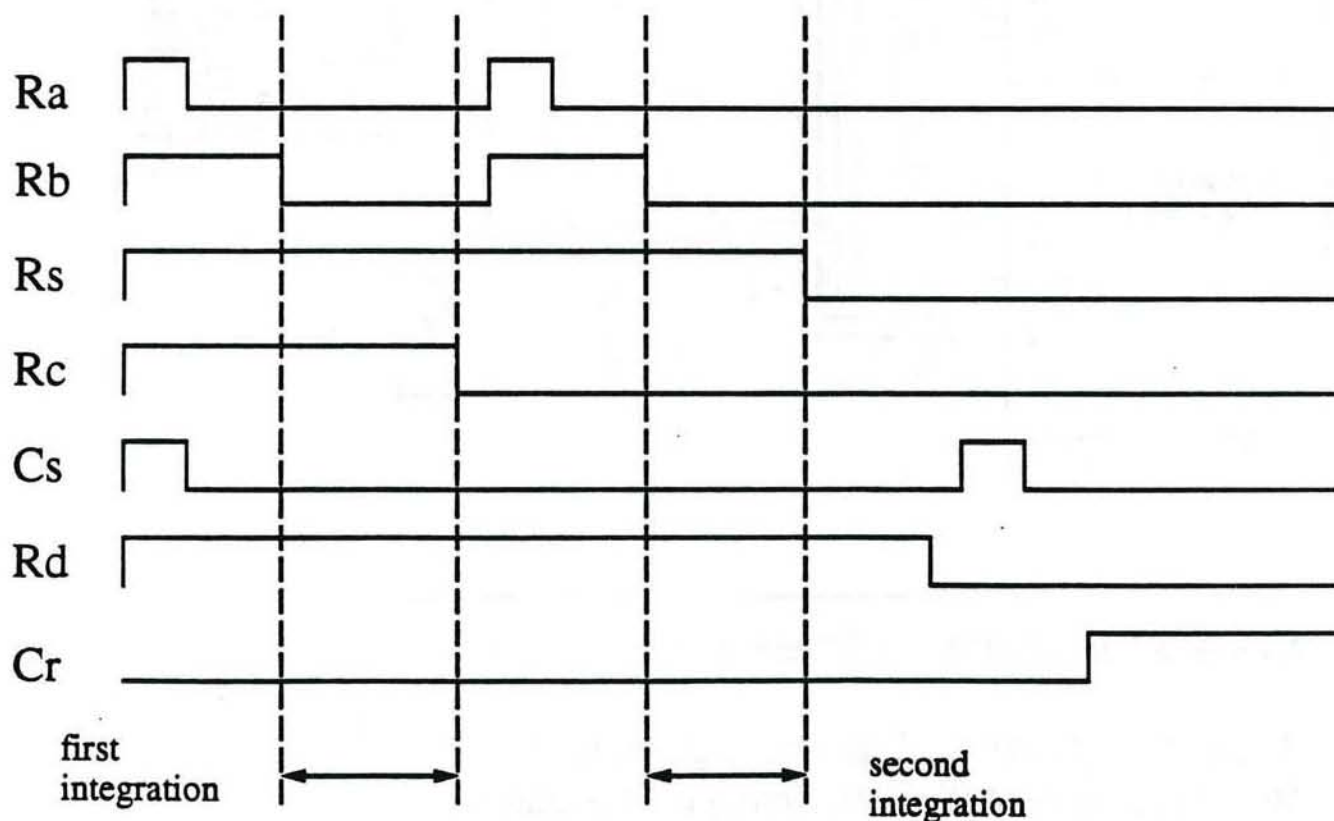 Ra
Rb
Rs
Rc
Cs
Rd
Cr
first
integration
second
integration